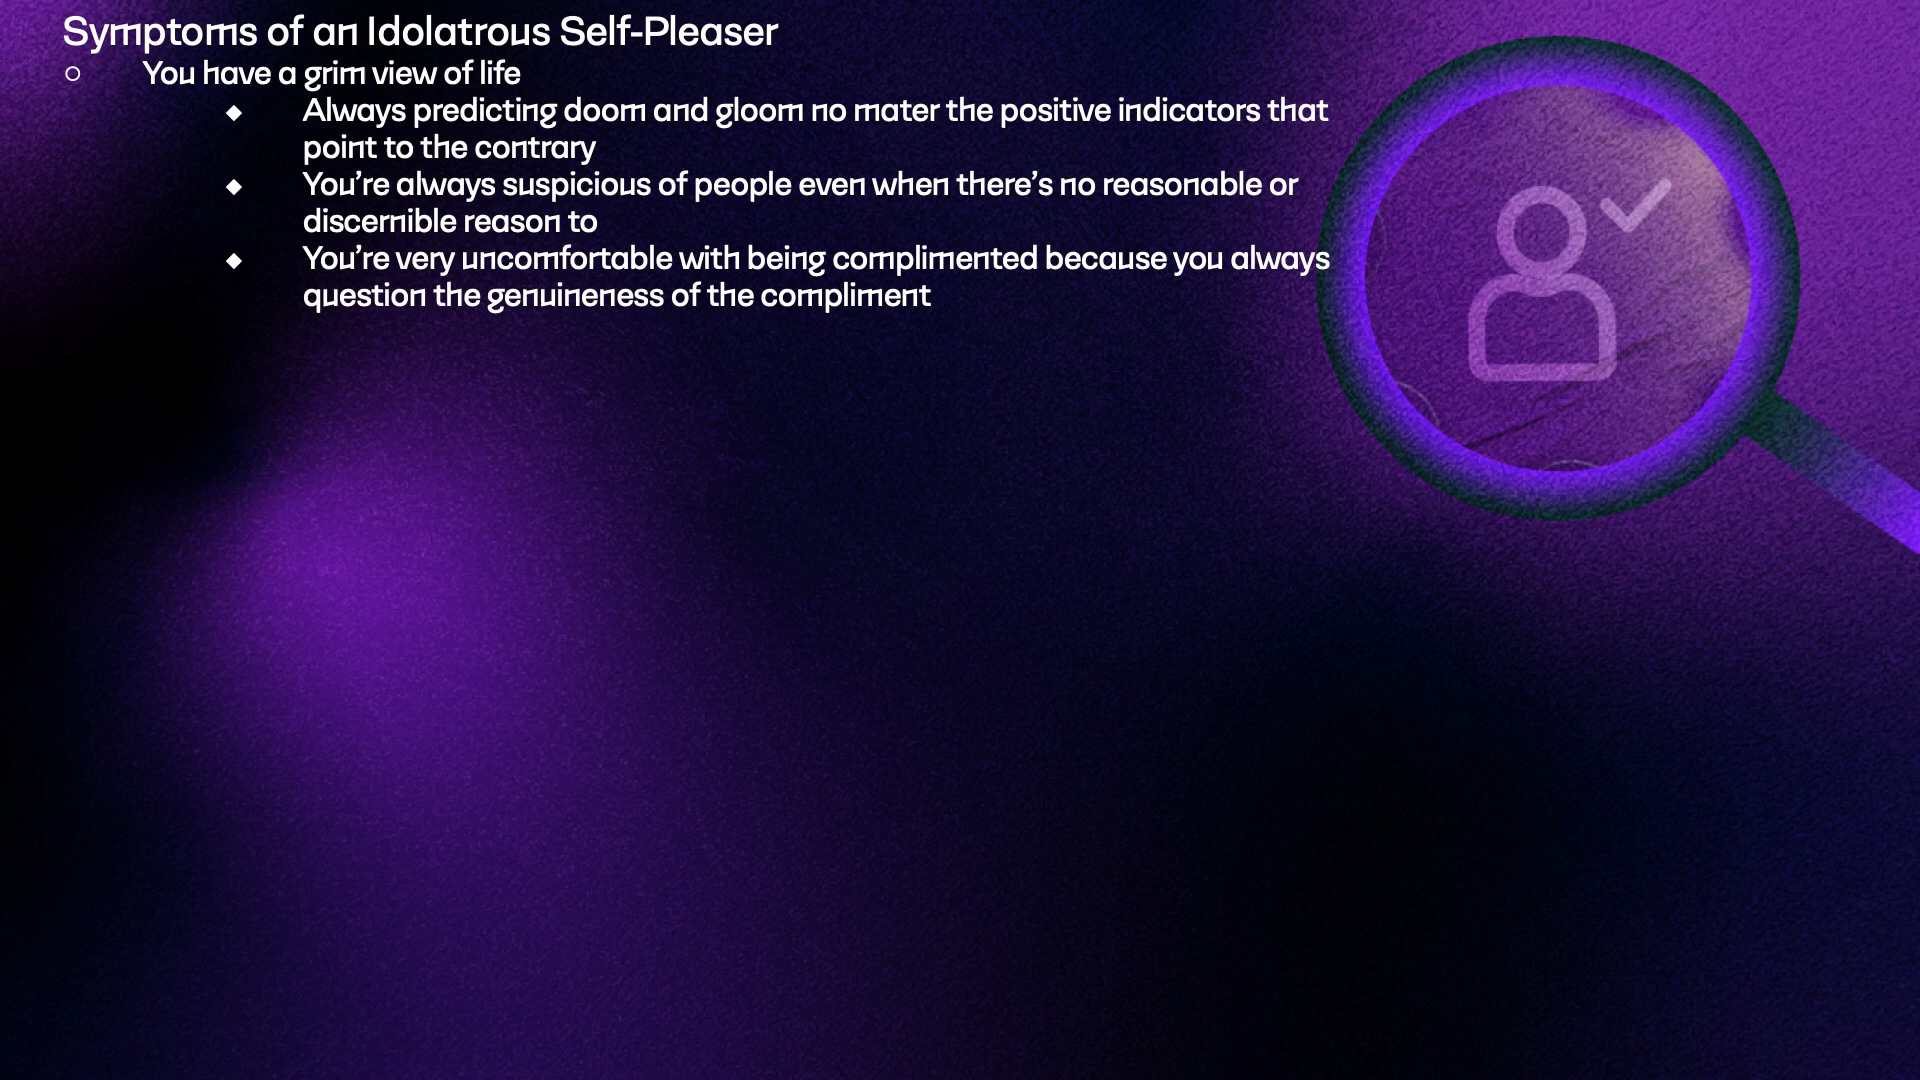 Symptoms of an Idolatrous Self-Pleaser
○ You have a grim view of life
◆ Always predicting doom and gloom no mater the positive indicators that
point to the contrary
◆ You’re always suspicious of people even when there’s no reasonable or
discernible reason to
◆ You’re very uncomfortable with being complimented because you always
question the genuineness of the compliment